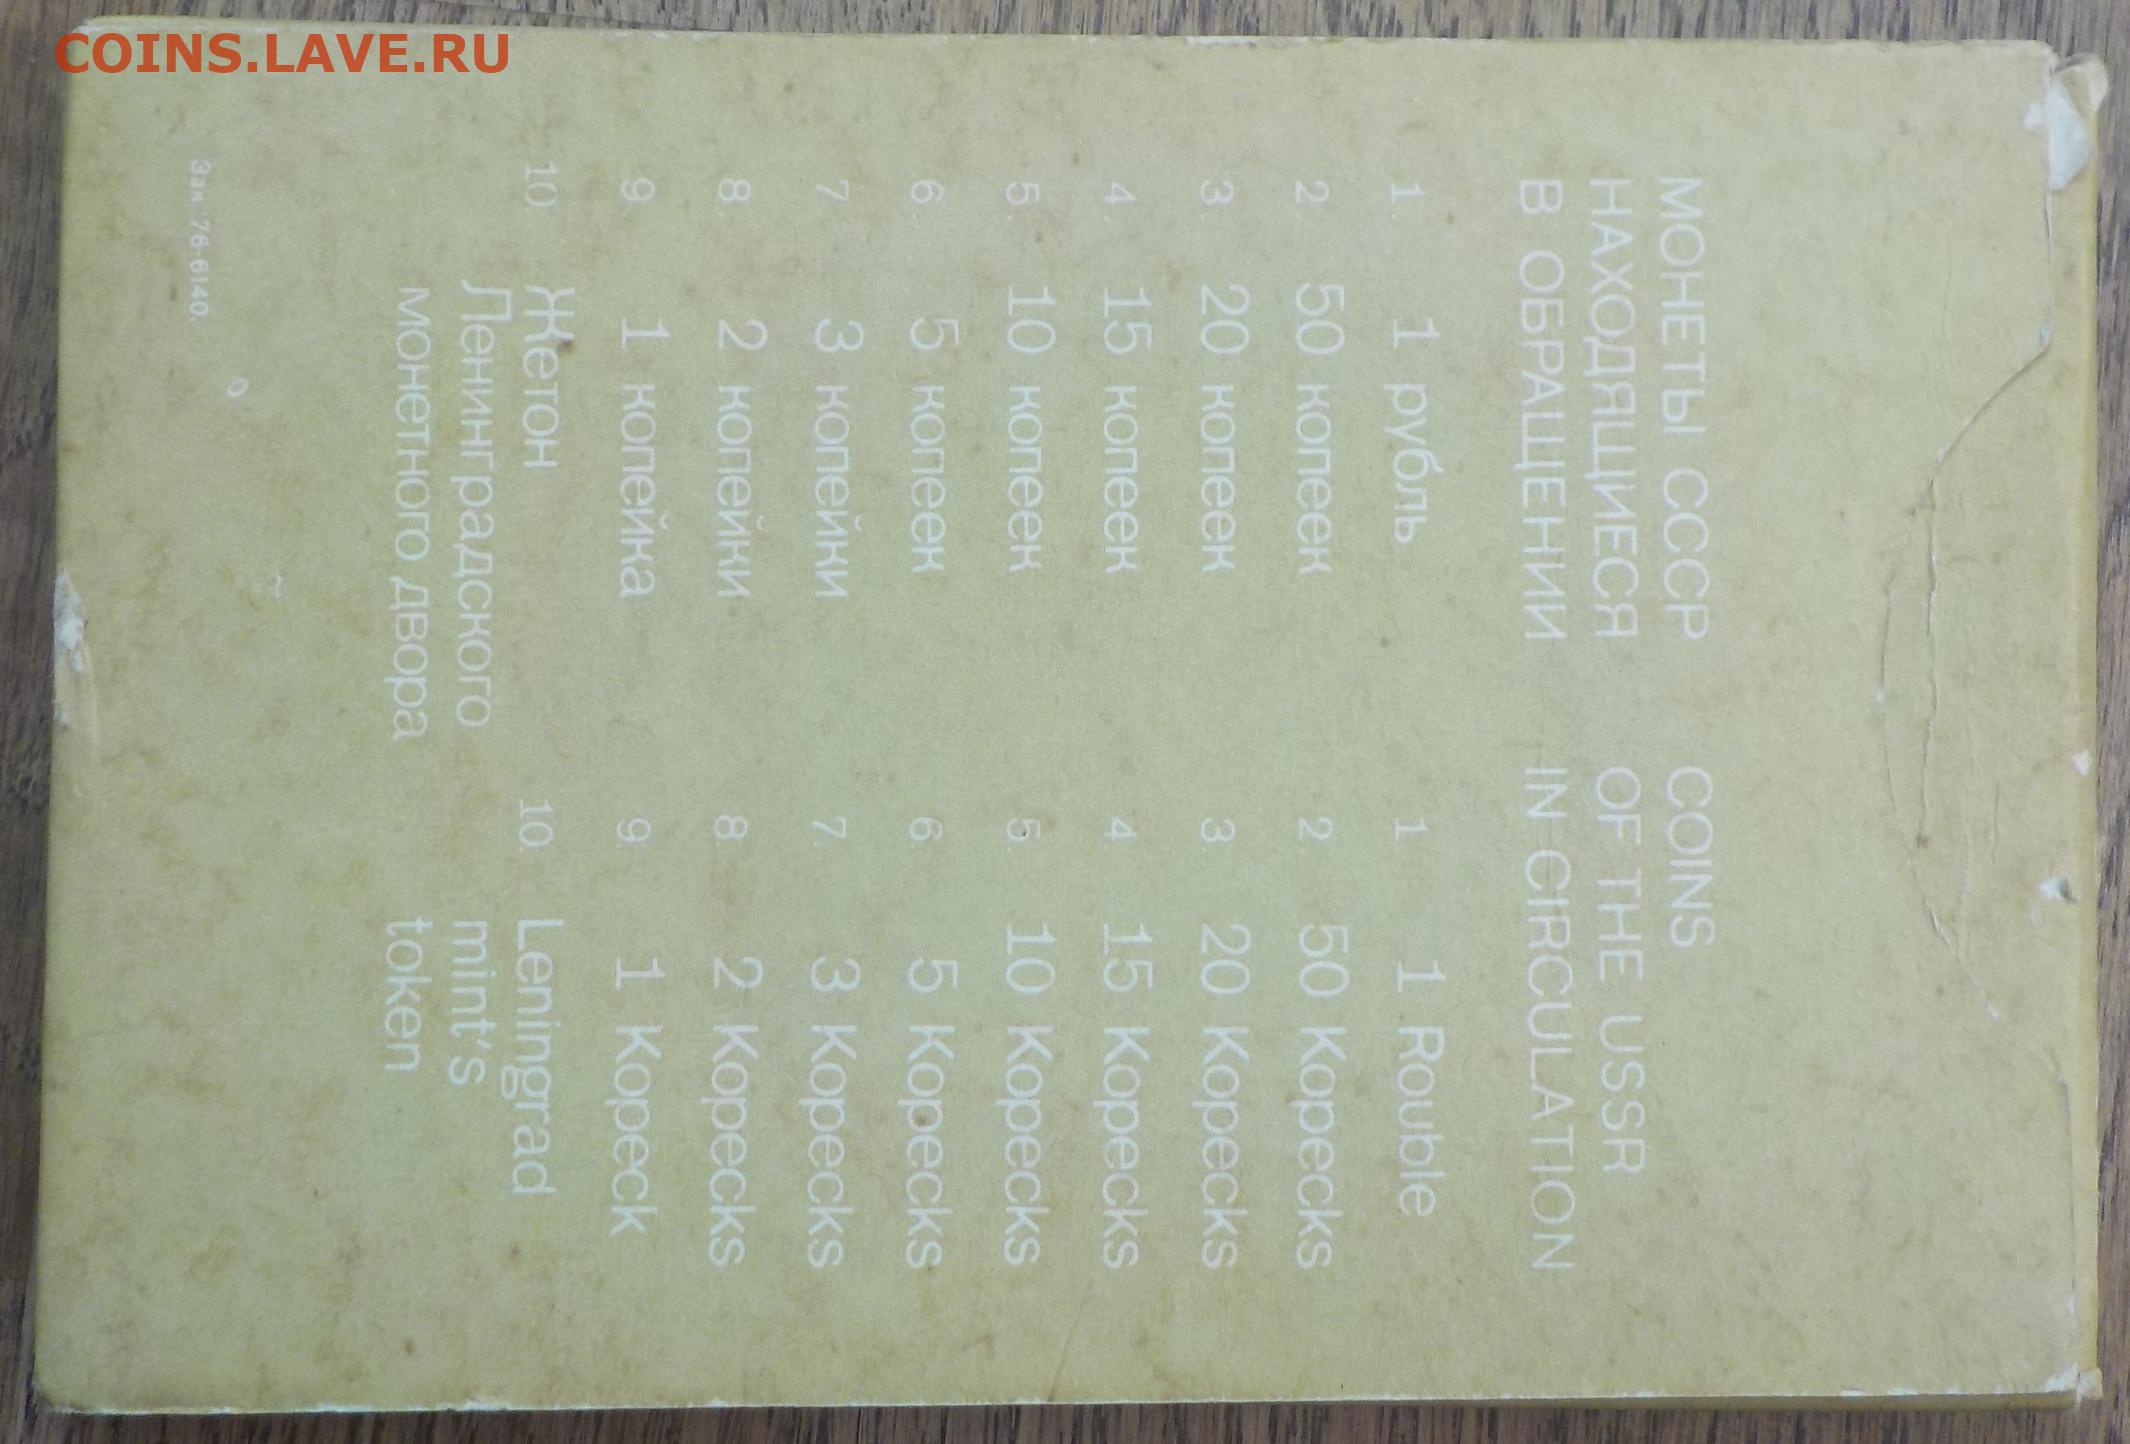 COINS.LAVE.RU
МОНЕТЫ СССР
НАХОДЯЩИЕСЯ
В ОБРАЩЕНИИ
1 1 рубль
2 50 копеек
3. 20 копеек
4. 15 копеек
5. 10 копеек
6. 5 копеек
7 3 копейки
8. 2 копейки
9 1 копейка
10. Жетон
Ленинградского
монетного двора
COINS
OF THE USSR
IN CIRCULATION
1 1 Rouble
2. 50 Kopecks
3 20 Kopecks
4 15 Kopecks
5. 10 Kopecks
6 5 Kopecks
7 3 Kopecks
8 2 Kopecks
9. 1 Kopeck
10. Leningrad
mint's
token
Зак. 76-6140.